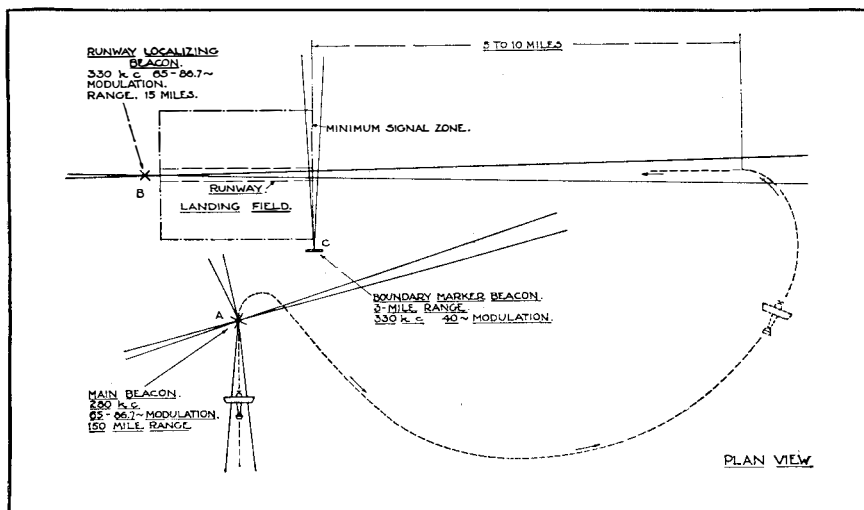 5 TO 10 MILES
RUNWAY LOCALIZING
BEACON.
330 k c 65-86.7~
MODULATION.
RANGE, 15 MILES.
MINIMUM SIGNAL ZONE.
B
RUNWAY
LANDING FIELD.
C
A
BOUNDARY MARKER BEACON.
3-MILE RANGE
330 k c 40~ MODULATION.
MAIN BEACON.
280 k c
65-86.7~ MODULATION.
150 MILE RANGE
PLAN VIEW